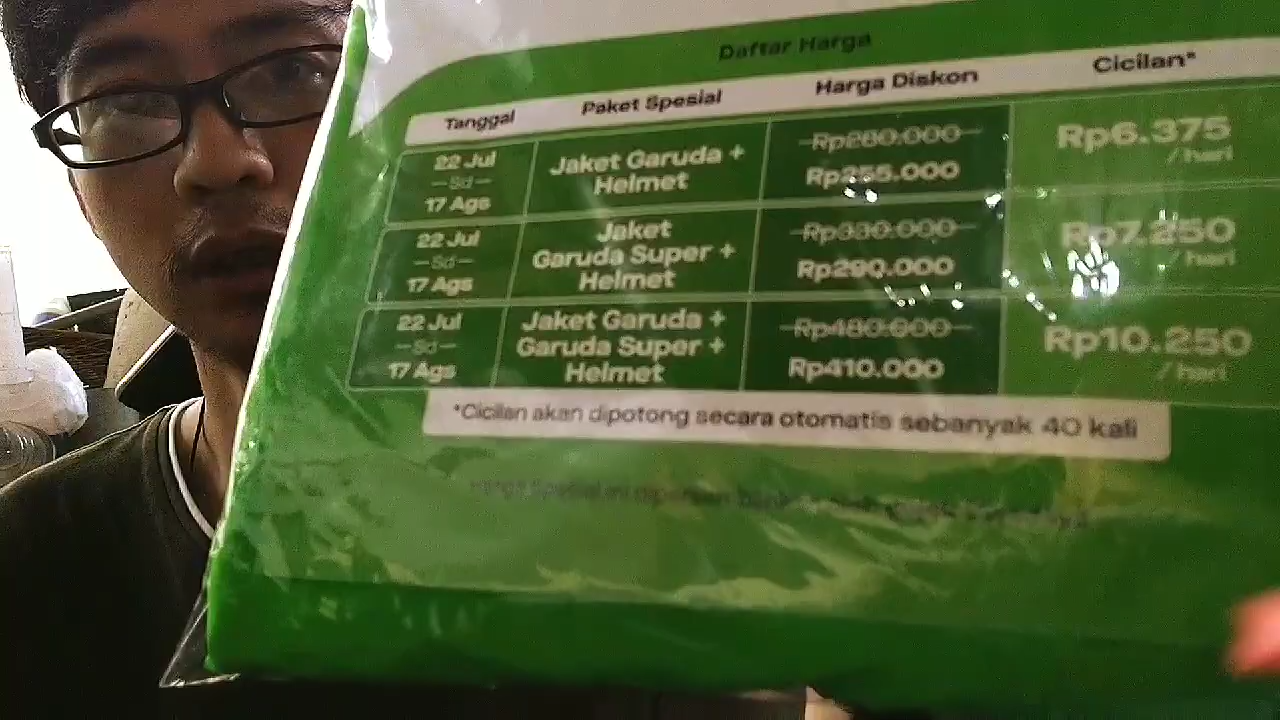 Daftar Harga
Tanggal Paket Spesial Harga Diskon Cicilan*
22 Jul
Sd
17 Ags
Jaket Garuda +
Helmet
Rp280.000
Rp255.000
Rp6.375
/ hari
22 Jul
Sd
17 Ags
Jaket
Garuda Super +
Helmet
Rp330.000
Rp290.000
Rp7.250
/ hari
22 Jul
Sd
17 Ags
Jaket Garuda +
Garuda Super +
Helmet
Rp480.000
Rp410.000
Rp10.250
/ hari
*Cicilan akan dipotong secara otomatis sebanyak 40 kali